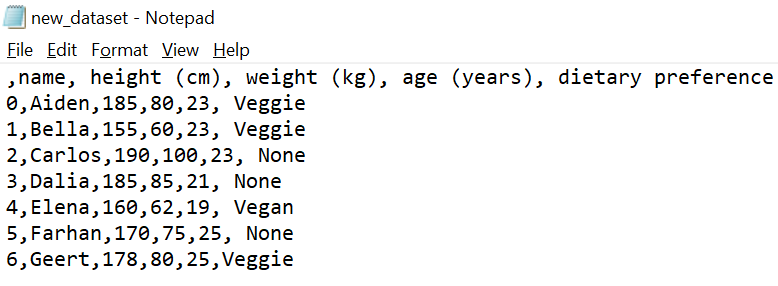 new_dataset - Notepad
File Edit Format View Help
,name, height (cm), weight (kg), age (years), dietary preference
0,Aiden,185,80,23, Veggie
1,Bella,155,60,23, Veggie
2,Carlos,190,100,23, None
3,Dalia,185,85,21, None
4,Elena,160,62,19, Vegan
5,Farhan,170,75,25, None
6,Geert,178,80,25,Veggie